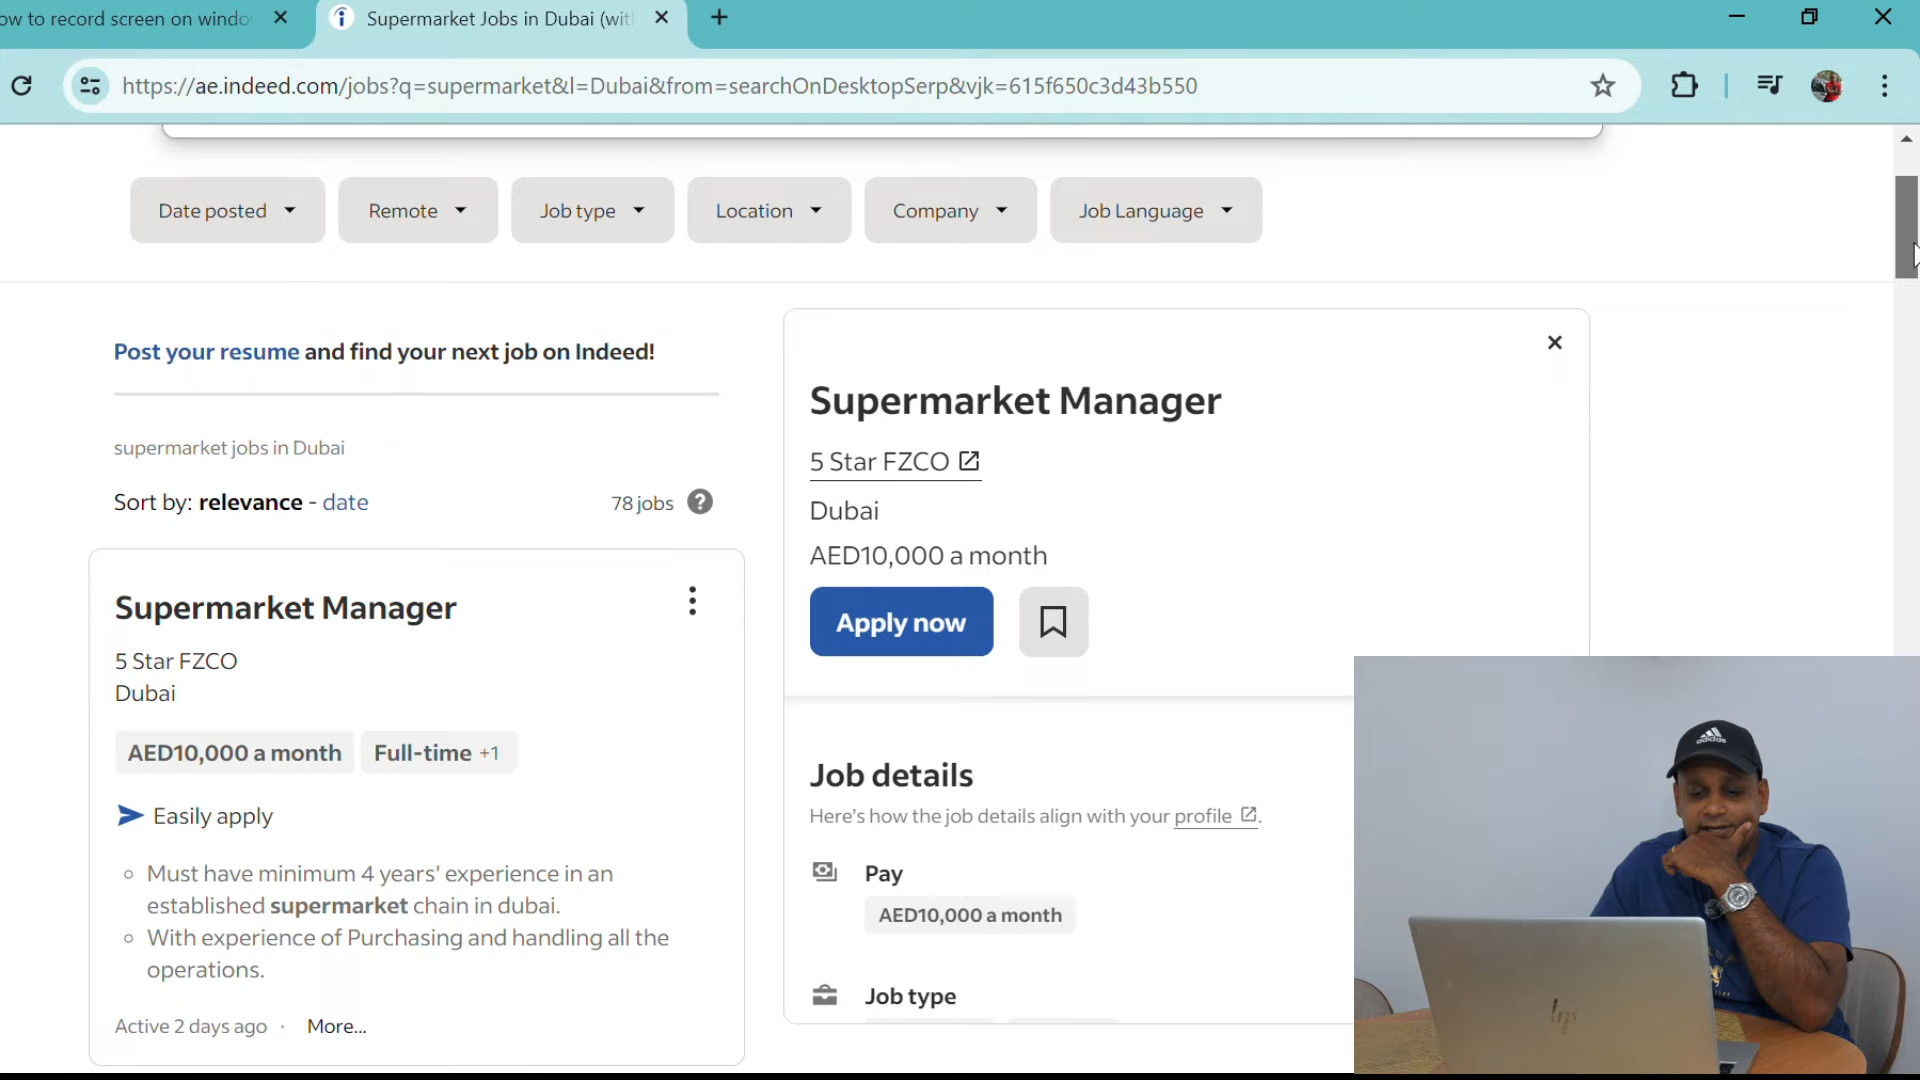 ow to record screen on windo
Supermarket Jobs in Dubai (wit
https://ae.indeed.com/jobs?q=supermarket&l=Dubai&from=searchOnDesktopSerp&vjk=615f650c3d43b550
Date posted
Remote
Job type
Location
Company
Job Language
Post your resume and find your next job on Indeed!
supermarket jobs in Dubai
Sort by: relevance - date
78 jobs
Supermarket Manager
5 Star FZCO
Dubai
AED10,000 a month
Full-time +1
Easily apply
Must have minimum 4 years' experience in an
established supermarket chain in dubai.
With experience of Purchasing and handling all the
operations.
Active 2 days ago · More...
Supermarket Manager
5 Star FZCO
Dubai
AED10,000 a month
Apply now
Job details
Here's how the job details align with your profile.
Pay
AED10,000 a month
Job type
adidas
hp